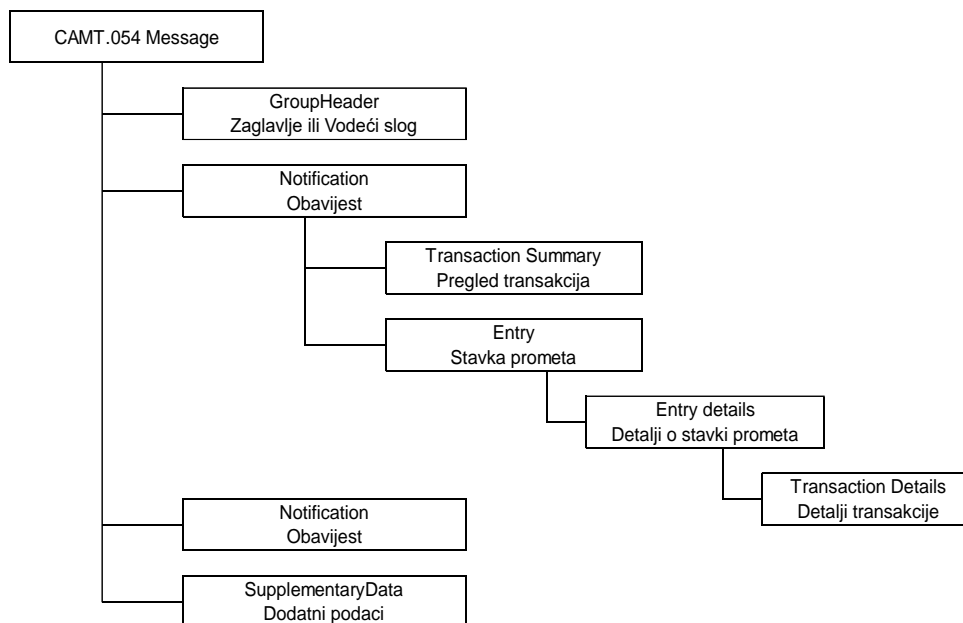 CAMT.054 Message
GroupHeader
Zaglavlje ili Vodeći slog
Notification
Obavijest
Transaction Summary
Pregled transakcija
Entry
Stavka prometa
Entry details
Detalji o stavki prometa
Transaction Details
Detalji transakcije
Notification
Obavijest
SupplementaryData
Dodatni podaci